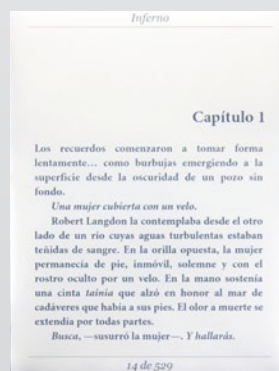 Inferno
Capítulo 1
Los recuerdos comenzaron a tomar forma
lentamente... como burbujas emergiendo a la
superficie desde la oscuridad de un pozo sin
fondo.
Una mujer cubierta con un velo.
Robert Langdon la contemplaba desde el otro
lado de un río cuyas aguas turbulentas estaban
teñidas de sangre. En la orilla opuesta, la mujer
permanecía de pie, inmóvil, solemne y con el
rostro oculto por un velo. En la mano sostenía
una cinta tainia que alzó en honor al mar de
cadáveres que había a sus pies. El olor a muerte se
extendía por todas partes.
Busca, —susurró la mujer—. Y hallarás.
14 de 529